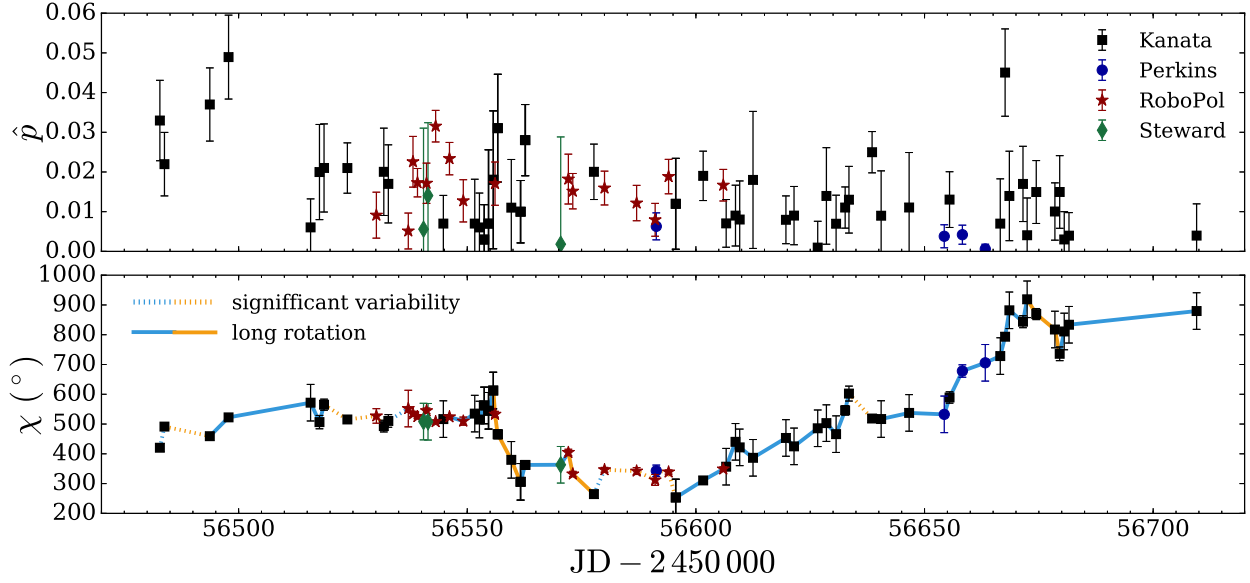 0.06
0.05
0.04
0.03
0.02
0.01
0.00
p̂
Kanata
Perkins
RoboPol
Steward
1000
900
800
700
600
500
400
300
200
χ (°)
signifficant variability
long rotation
56500 56550 56600 56650 56700
JD − 2 450 000